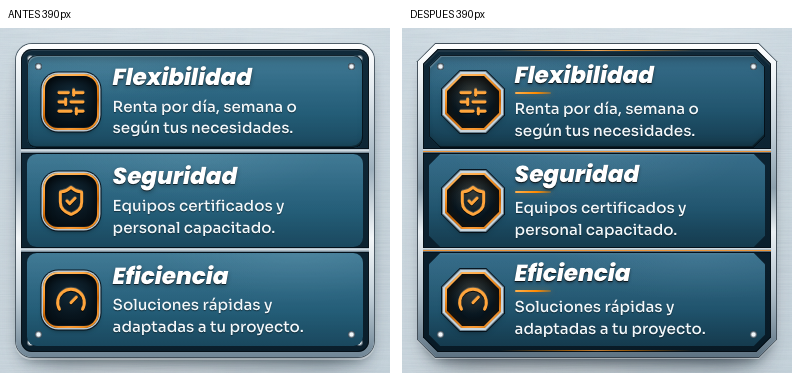 ANTES 390px
Flexibilidad
Renta por día, semana o
según tus necesidades.
Seguridad
Equipos certificados y
personal capacitado.
Eficiencia
Soluciones rápidas y
adaptadas a tu proyecto.
DESPUES 390px
Flexibilidad
Renta por día, semana o
según tus necesidades.
Seguridad
Equipos certificados y
personal capacitado.
Eficiencia
Soluciones rápidas y
adaptadas a tu proyecto.